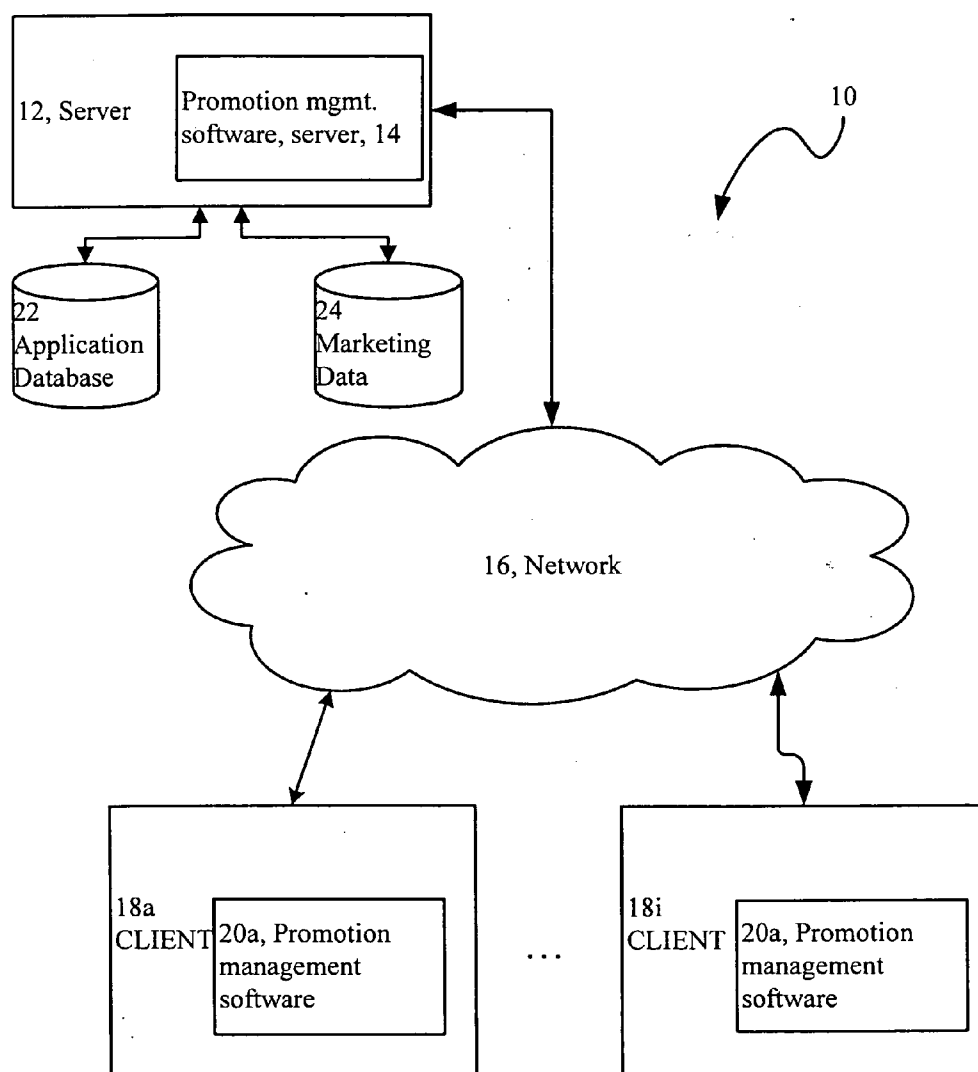 12, Server
Promotion mgmt.
software, server, 14
10
22
Application
Database
24
Marketing
Data
16, Network
18a
CLIENT
20a, Promotion
management
software
...
18i
CLIENT
20a, Promotion
management
software